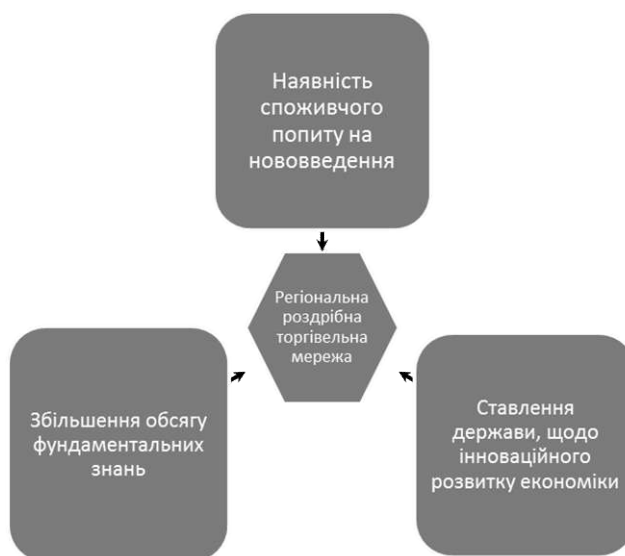 Наявність
споживчого
попиту на
нововведення
Регіональна
роздрібна
торгівельна
мережа
Збільшення обсягу
фундаментальних
знань
Ставлення
держави, щодо
інноваційного
розвитку економіки